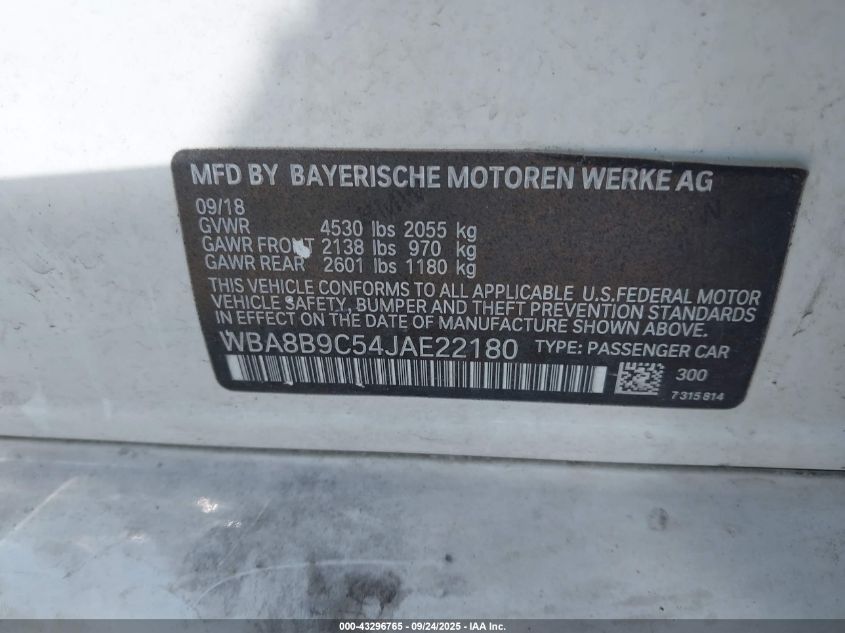 MFD BY BAYERISCHE MOTOREN WERKE AG
09/18
GVWR 4530 lbs 2055 kg
GAWR FRONT 2138 lbs 970 kg
GAWR REAR 2601 lbs 1180 kg
THIS VEHICLE CONFORMS TO ALL APPLICABLE U.S.FEDERAL MOTOR
VEHICLE SAFETY, BUMPER AND THEFT PREVENTION STANDARDS
IN EFFECT ON THE DATE OF MANUFACTURE SHOWN ABOVE.
WBA8B9C54JAE22180 TYPE: PASSENGER CAR
300
7 315 814
000-43296765 - 09/24/2025 - IAA Inc.